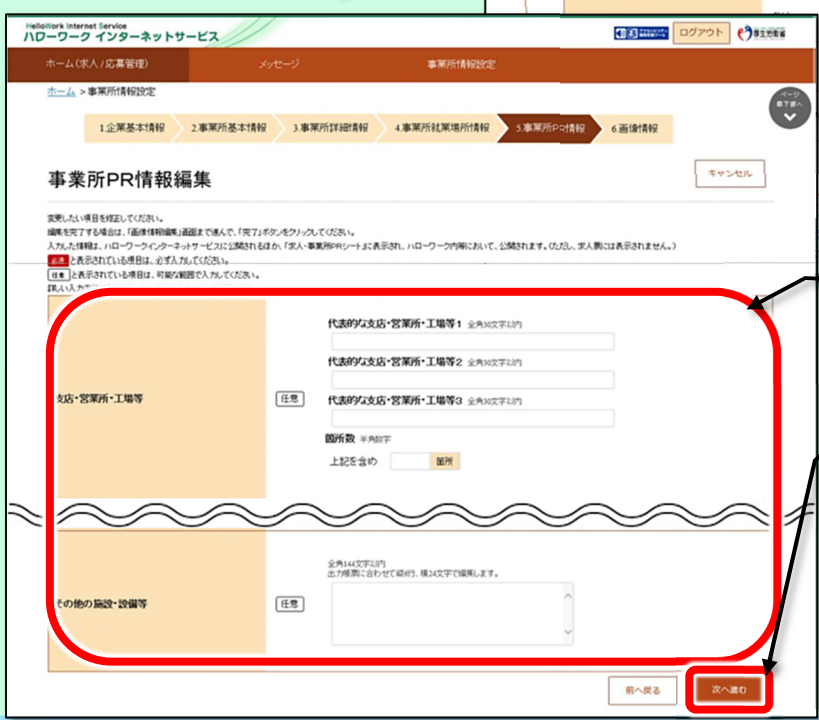 HelloWork Internet Service
ハローワーク インターネットサービス
ログアウト
厚生労働省
ホーム(求人/応募管理)
メッセージ
事業所情報設定
ホーム > 事業所情報設定
ページ
最下部へ
1.企業基本情報
2.事業所基本情報
3.事業所詳細情報
4.事業所就業場所情報
5.事業所PR情報
6.画像情報
事業所PR情報編集
キャンセル
変更したい項目を修正してください。
編集を完了する場合は、「画像情報編集」画面まで進んで、「完了」ボタンをクリックしてください。
入力した情報は、ハローワークインターネットサービスに公開されるほか、「求人・事業所PRシート」に表示され、ハローワーク内等において、公開されます。(ただし、求人票には表示されません。)
必須 と表示されている項目は、必ず入力してください。
任意 と表示されている項目は、可能な範囲で入力してください。
詳しい入力方
支店・営業所・工場等
任意
代表的な支店・営業所・工場等1 全角30文字以内
代表的な支店・営業所・工場等2 全角30文字以内
代表的な支店・営業所・工場等3 全角30文字以内
箇所数 半角数字
上記を含め 箇所
その他の施設・設備等
任意
全角144文字以内
出力帳票に合わせて縦6行、横24文字で編集します。
前へ戻る
次へ進む